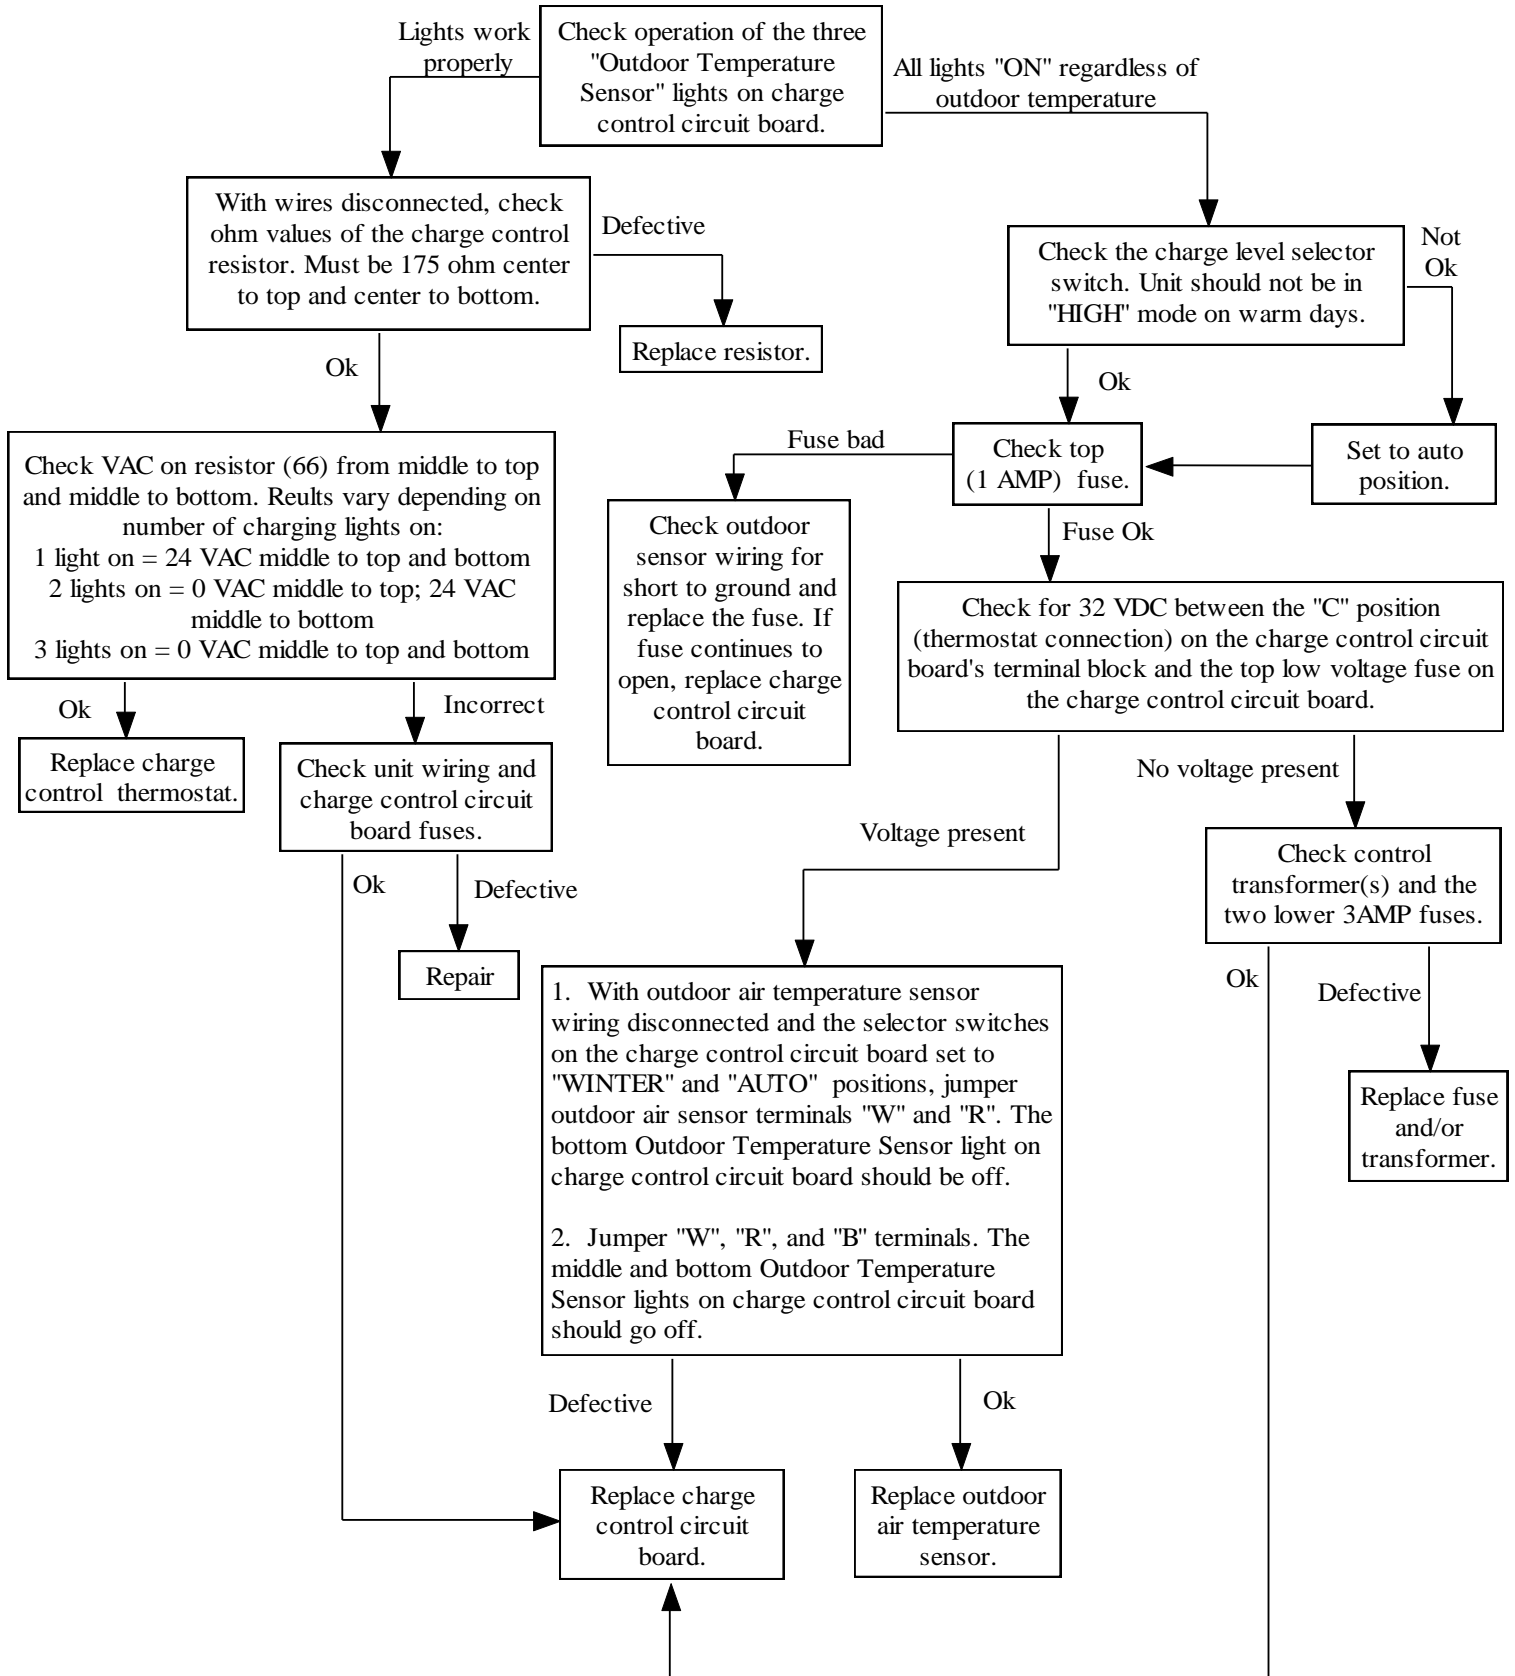 Lights work
properly
Check operation of the three
"Outdoor Temperature
Sensor" lights on charge
control circuit board.
All lights "ON" regardless of
outdoor temperature
With wires disconnected, check
ohm values of the charge control
resistor. Must be 175 ohm center
to top and center to bottom.
Defective
Replace resistor.
Ok
Check the charge level selector
switch. Unit should not be in
"HIGH" mode on warm days.
Not
Ok
Ok
Set to auto
position.
Check top
(1 AMP) fuse.
Fuse bad
Fuse Ok
Check VAC on resistor (66) from middle to top
and middle to bottom. Reults vary depending on
number of charging lights on:
1 light on = 24 VAC middle to top and bottom
2 lights on = 0 VAC middle to top; 24 VAC
middle to bottom
3 lights on = 0 VAC middle to top and bottom
Check outdoor
sensor wiring for
short to ground and
replace the fuse. If
fuse continues to
open, replace charge
control circuit
board.
Check for 32 VDC between the "C" position
(thermostat connection) on the charge control circuit
board's terminal block and the top low voltage fuse on
the charge control circuit board.
Ok
Incorrect
Replace charge
control thermostat.
Check unit wiring and
charge control circuit
board fuses.
Ok
Defective
Repair
Voltage present
No voltage present
Check control
transformer(s) and the
two lower 3AMP fuses.
Ok
Defective
Replace fuse
and/or
transformer.
1. With outdoor air temperature sensor
wiring disconnected and the selector switches
on the charge control circuit board set to
"WINTER" and "AUTO" positions, jumper
outdoor air sensor terminals "W" and "R". The
bottom Outdoor Temperature Sensor light on
charge control circuit board should be off.
2. Jumper "W", "R", and "B" terminals. The
middle and bottom Outdoor Temperature
Sensor lights on charge control circuit board
should go off.
Defective
Ok
Replace charge
control circuit
board.
Replace outdoor
air temperature
sensor.